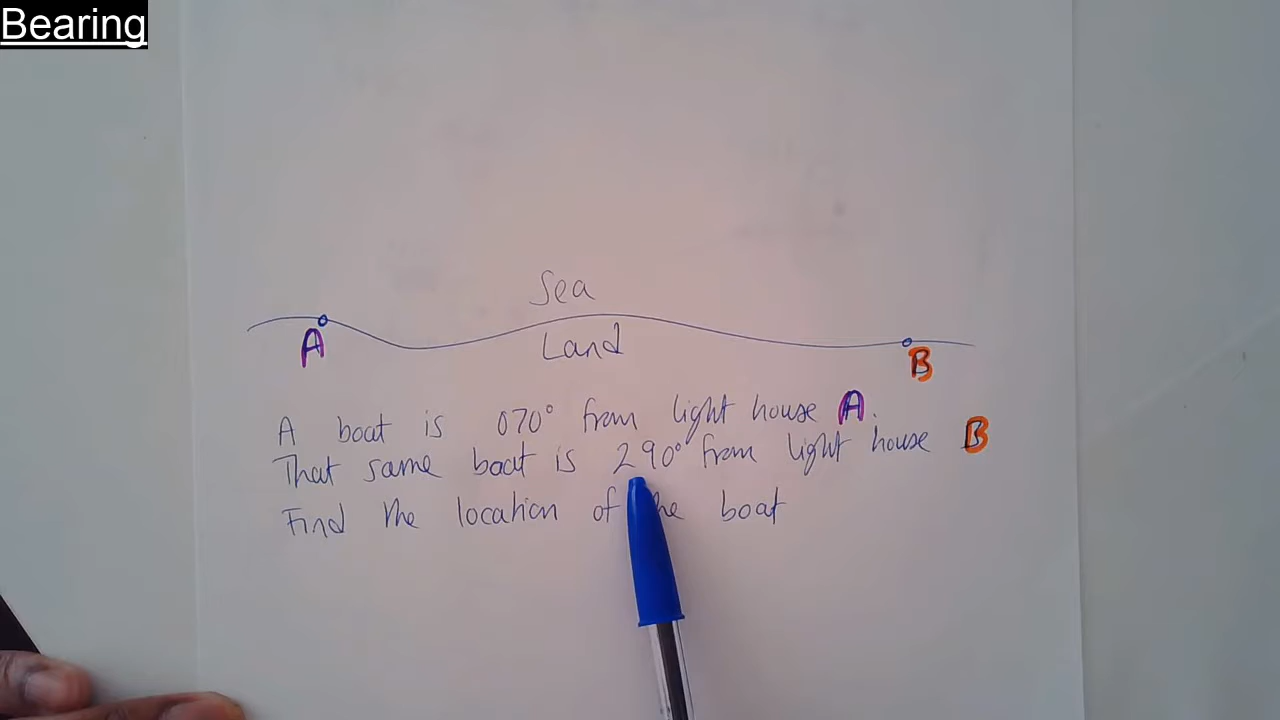 Bearing
Sea
Land
A
B
A boat is 070° from light house A.
That same boat is 290° from light house B
Find the location of the boat